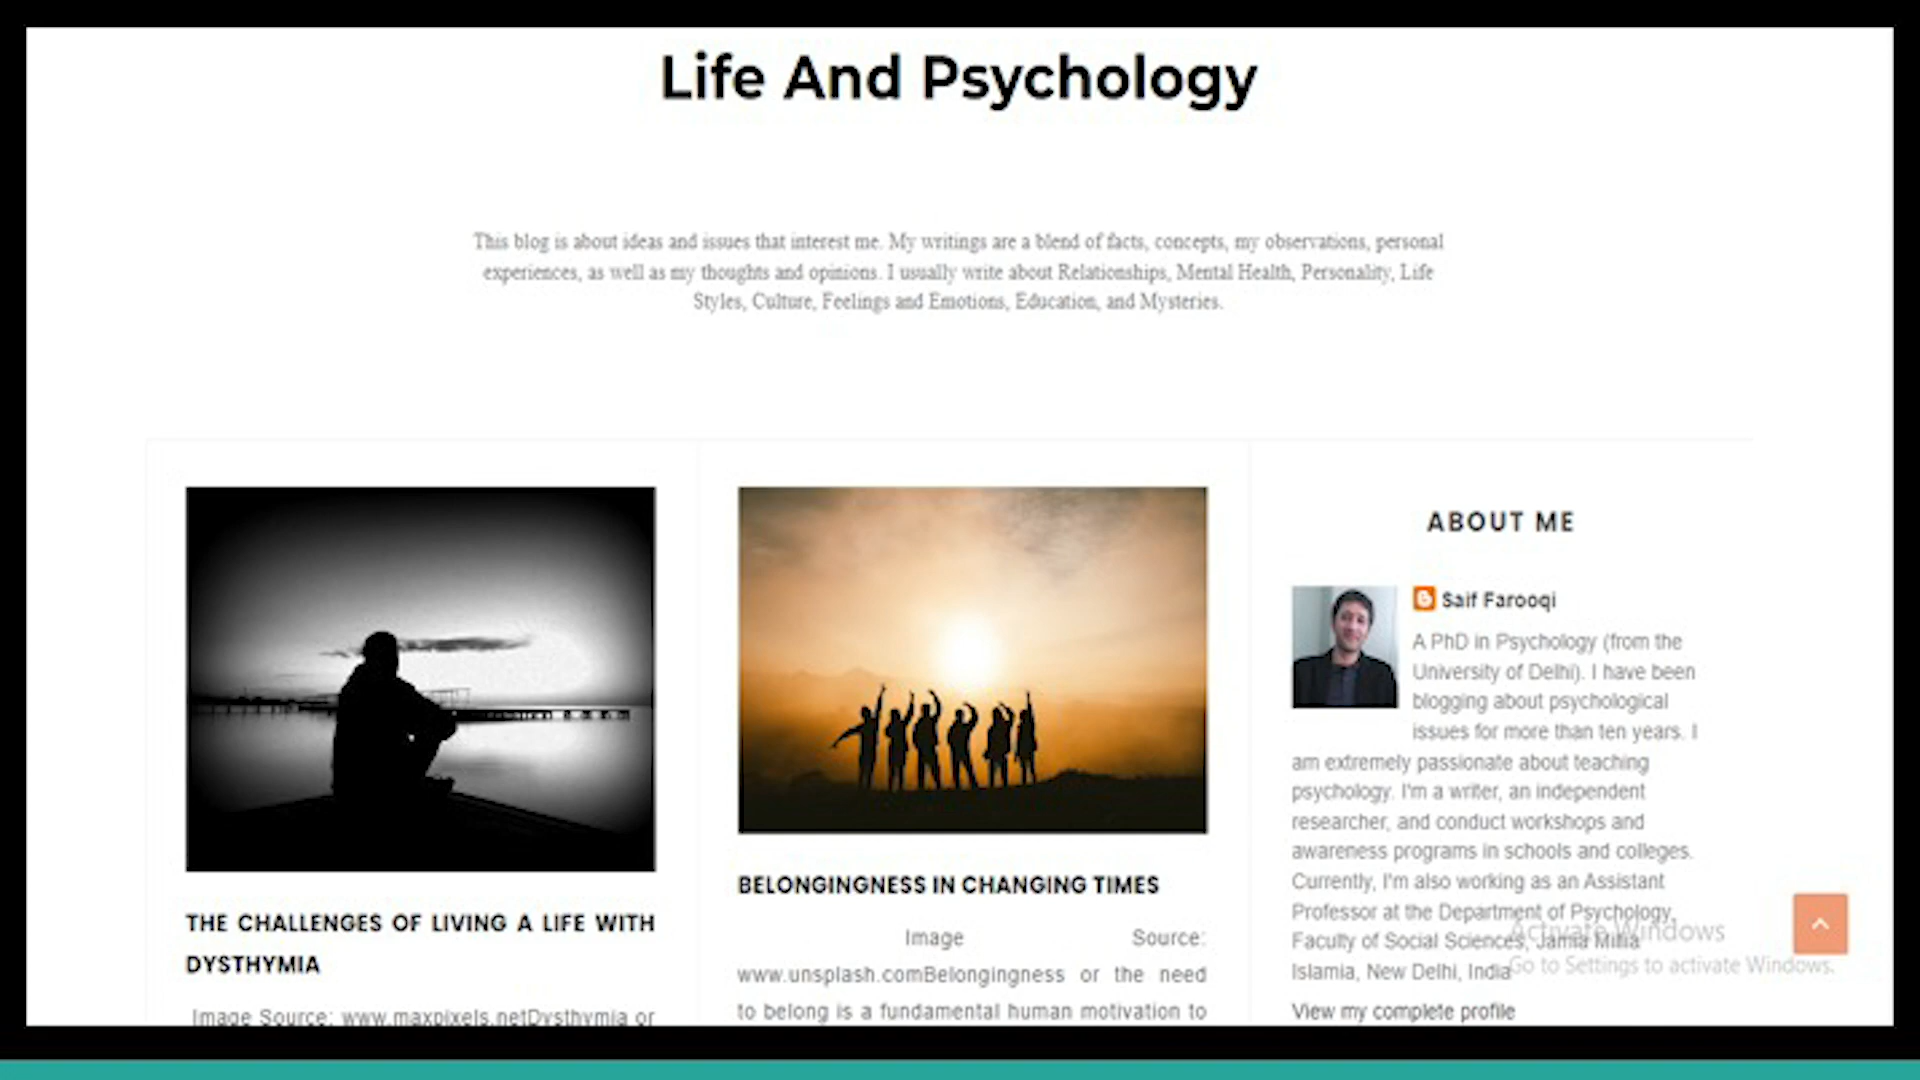 Life And Psychology
This blog is about ideas and issues that interest me. My writings are a blend of facts, concepts, my observations, personal
experiences, as well as my thoughts and opinions. I usually write about Relationships, Mental Health, Personality, Life
Styles, Culture, Feelings and Emotions, Education, and Mysteries.
THE CHALLENGES OF LIVING A LIFE WITH
DYSTHYMIA
Image Source: www.maxpixels.netDysthymia or
BELONGINGNESS IN CHANGING TIMES
Image Source:
www.unsplash.comBelongingness or the need
to belong is a fundamental human motivation to
ABOUT ME
Saif Farooqi
A PhD in Psychology (from the
University of Delhi). I have been
blogging about psychological
issues for more than ten years. I
am extremely passionate about teaching
psychology. I'm a writer, an independent
researcher, and conduct workshops and
awareness programs in schools and colleges.
Currently, I'm also working as an Assistant
Professor at the Department of Psychology,
Faculty of Social Sciences, Jamia Millia
Islamia, New Delhi, India
View my complete profile
Activate Windows
Go to Settings to activate Windows.